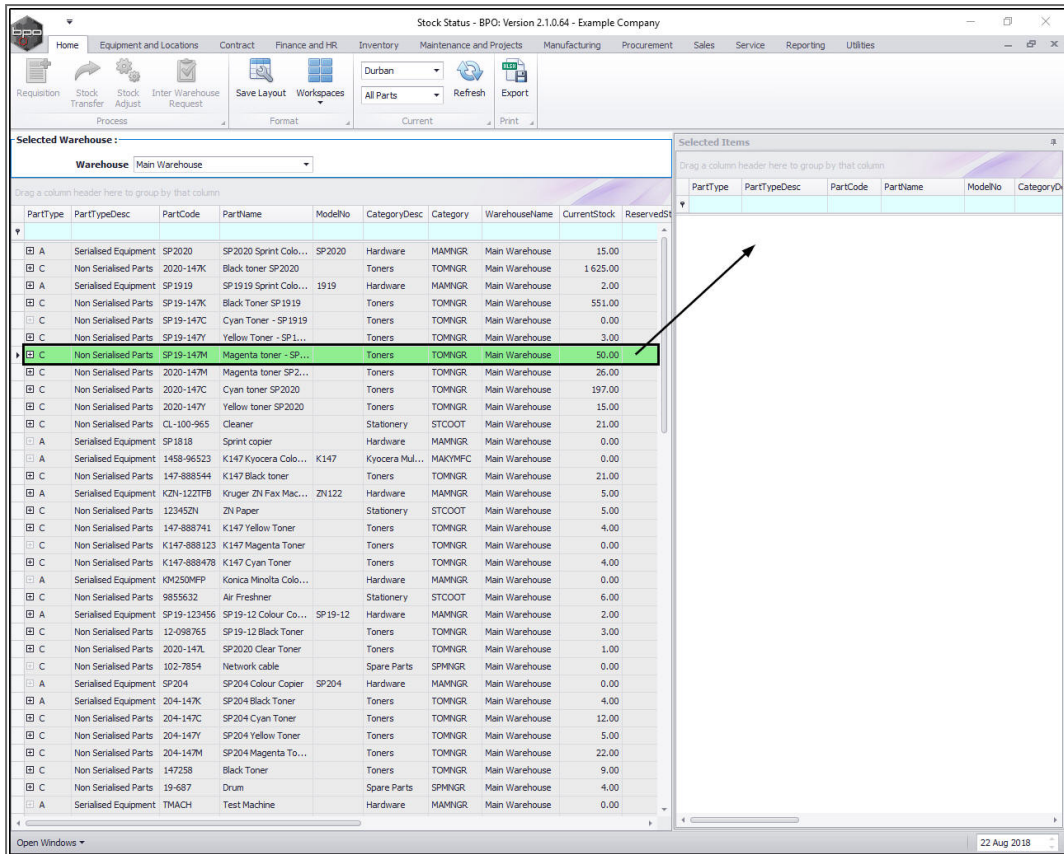 Stock Status - BPO: Version 2.1.0.64 - Example Company
bpo
Home Equipment and Locations Contract Finance and HR Inventory Maintenance and Projects Manufacturing Procurement Sales Service Reporting Utilities
Requisition Stock Transfer Stock Adjust Inter Warehouse Request Save Layout Workspaces Durban All Parts Refresh Export
Process Format Current Print
Selected Warehouse :
Warehouse Main Warehouse
Drag a column header here to group by that column
PartType PartTypeDesc PartCode PartName ModelNo CategoryDesc Category WarehouseName CurrentStock ReservedSt
A Serialised Equipment SP2020 SP2020 Sprint Colo... SP2020 Hardware MAMNGR Main Warehouse 15.00
C Non Serialised Parts 2020-147K Black toner SP2020 Toners TOMNGR Main Warehouse 1 625.00
A Serialised Equipment SP1919 SP1919 Sprint Colo... 1919 Hardware MAMNGR Main Warehouse 2.00
C Non Serialised Parts SP19-147K Black Toner SP1919 Toners TOMNGR Main Warehouse 551.00
C Non Serialised Parts SP19-147C Cyan Toner - SP1919 Toners TOMNGR Main Warehouse 0.00
C Non Serialised Parts SP19-147Y Yellow Toner - SP1... Toners TOMNGR Main Warehouse 3.00
C Non Serialised Parts SP19-147M Magenta toner - SP... Toners TOMNGR Main Warehouse 50.00
C Non Serialised Parts 2020-147M Magenta toner SP2... Toners TOMNGR Main Warehouse 26.00
C Non Serialised Parts 2020-147C Cyan toner SP2020 Toners TOMNGR Main Warehouse 197.00
C Non Serialised Parts 2020-147Y Yellow toner SP2020 Toners TOMNGR Main Warehouse 15.00
C Non Serialised Parts CL-100-965 Cleaner Stationery STCOOT Main Warehouse 21.00
A Serialised Equipment SP1818 Sprint copier Hardware MAMNGR Main Warehouse 0.00
A Serialised Equipment 1458-96523 K147 Kyocera Colo... K147 Kyocera Mul... MAKYMFC Main Warehouse 0.00
C Non Serialised Parts 147-888544 K147 Black toner Toners TOMNGR Main Warehouse 21.00
A Serialised Equipment KZN-122TFB Kruger ZN Fax Mac... ZN122 Hardware MAMNGR Main Warehouse 5.00
C Non Serialised Parts 12345ZN ZN Paper Stationery STCOOT Main Warehouse 5.00
C Non Serialised Parts 147-888741 K147 Yellow Toner Toners TOMNGR Main Warehouse 4.00
C Non Serialised Parts K147-888123 K147 Magenta Toner Toners TOMNGR Main Warehouse 0.00
C Non Serialised Parts K147-888478 K147 Cyan Toner Toners TOMNGR Main Warehouse 4.00
A Serialised Equipment KM250MFP Konica Minolta Colo... Hardware MAMNGR Main Warehouse 0.00
C Non Serialised Parts 9855632 Air Freshner Stationery STCOOT Main Warehouse 6.00
A Serialised Equipment SP19-123456 SP19-12 Colour Co... SP19-12 Hardware MAMNGR Main Warehouse 2.00
C Non Serialised Parts 12-098765 SP19-12 Black Toner Toners TOMNGR Main Warehouse 3.00
C Non Serialised Parts 2020-147L SP2020 Clear Toner Toners TOMNGR Main Warehouse 1.00
C Non Serialised Parts 102-7854 Network cable Spare Parts SPMNGR Main Warehouse 0.00
A Serialised Equipment SP204 SP204 Colour Copier SP204 Hardware MAMNGR Main Warehouse 0.00
A Serialised Equipment 204-147K SP204 Black Toner Toners TOMNGR Main Warehouse 4.00
C Non Serialised Parts 204-147C SP204 Cyan Toner Toners TOMNGR Main Warehouse 12.00
C Non Serialised Parts 204-147Y SP204 Yellow Toner Toners TOMNGR Main Warehouse 5.00
C Non Serialised Parts 204-147M SP204 Magenta To... Toners TOMNGR Main Warehouse 22.00
C Non Serialised Parts 147258 Black Toner Toners TOMNGR Main Warehouse 9.00
C Non Serialised Parts 19-687 Drum Spare Parts SPMNGR Main Warehouse 4.00
A Serialised Equipment TMACH Test Machine Hardware MAMNGR Main Warehouse 0.00
Selected Items
Drag a column header here to group by that column
PartType PartTypeDesc PartCode PartName ModelNo CategoryD
Open Windows 22 Aug 2018